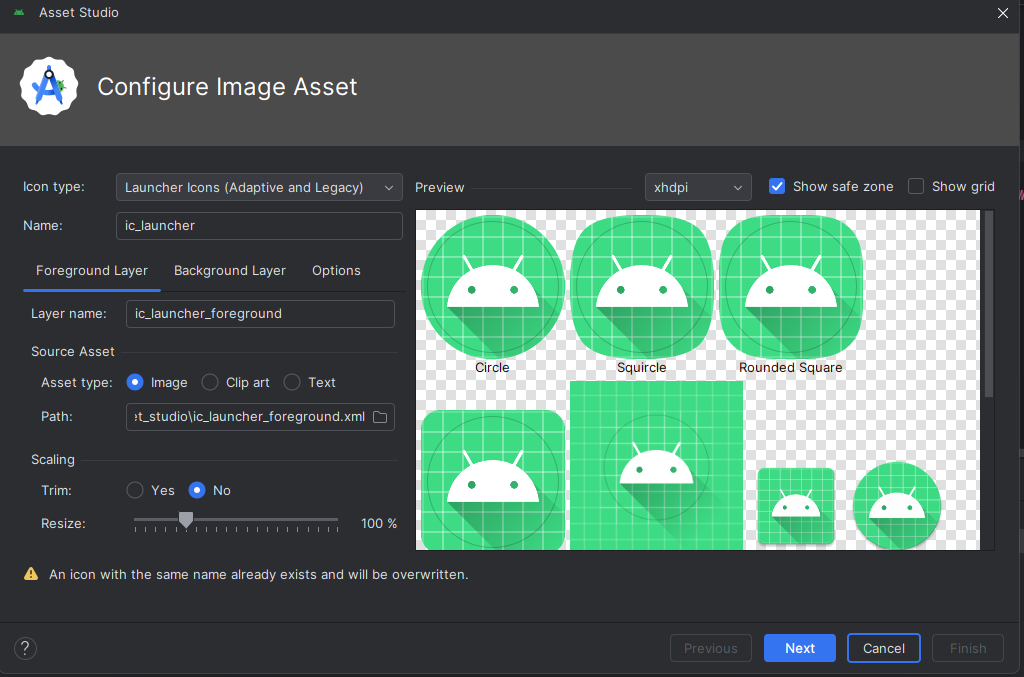 Asset Studio
Configure Image Asset
Icon type: Launcher Icons (Adaptive and Legacy)
Preview xhdpi Show safe zone Show grid
Name: ic_launcher
Foreground Layer Background Layer Options
Layer name: ic_launcher_foreground
Source Asset
Asset type: Image Clip art Text
Path: et_studio\ic_launcher_foreground.xml
Scaling
Trim: Yes No
Resize: 100 %
Circle Squircle Rounded Square
An icon with the same name already exists and will be overwritten.
? Previous Next Cancel Finish